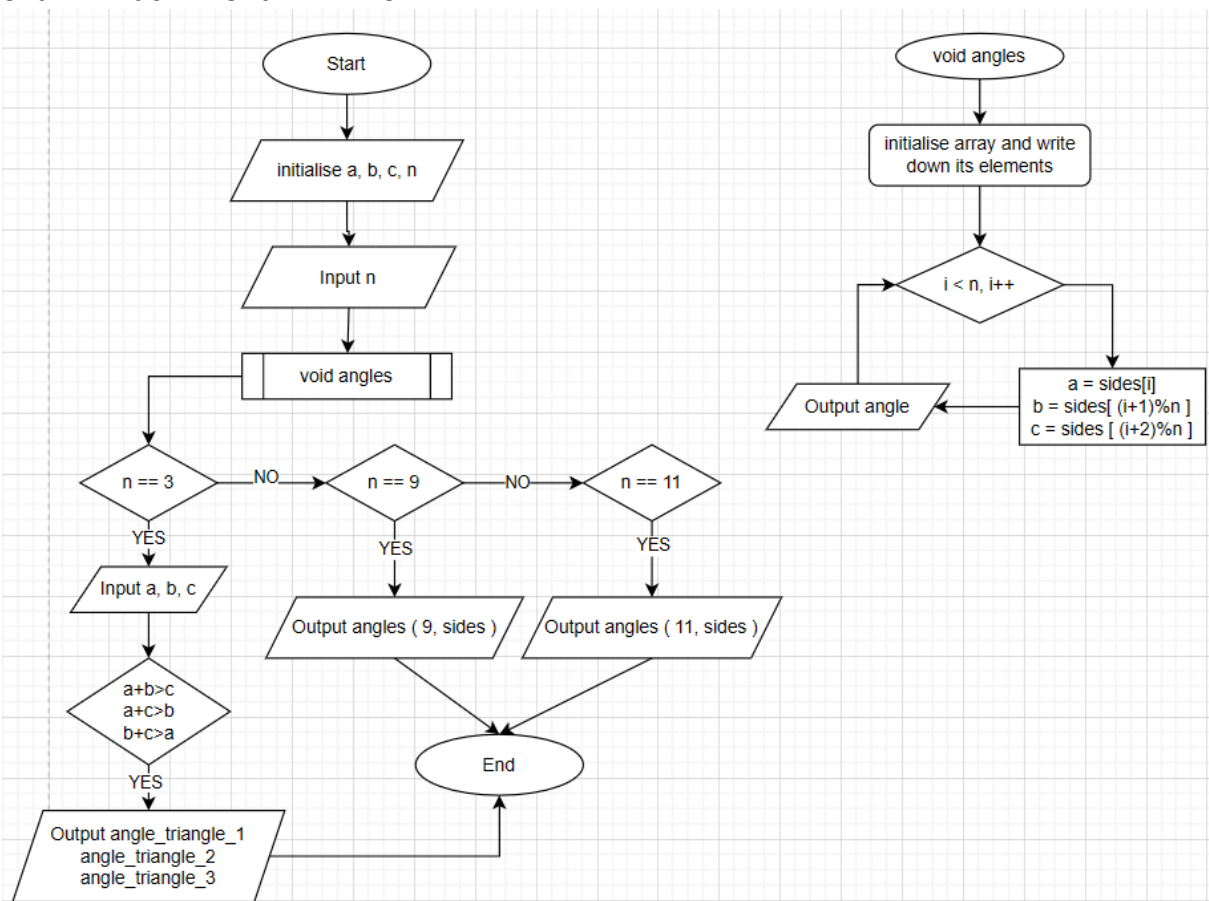 Start
initialise a, b, c, n
Input n
void angles
n == 3
NO
n == 9
NO
n == 11
YES
YES
YES
Input a, b, c
Output angles ( 9, sides )
Output angles ( 11, sides )
a+b>c
a+c>b
b+c>a
YES
End
Output angle_triangle_1
angle_triangle_2
angle_triangle_3
void angles
initialise array and write
down its elements
i < n, i++
a = sides[i]
b = sides[ (i+1)%n ]
c = sides [ (i+2)%n ]
Output angle